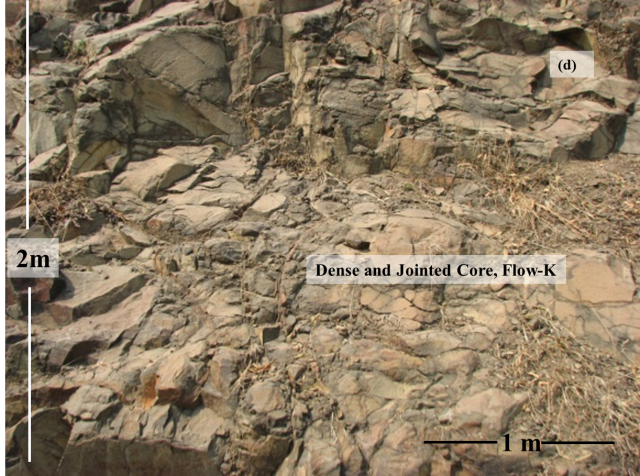 (d)
2m
Dense and Jointed Core, Flow-K
1 m